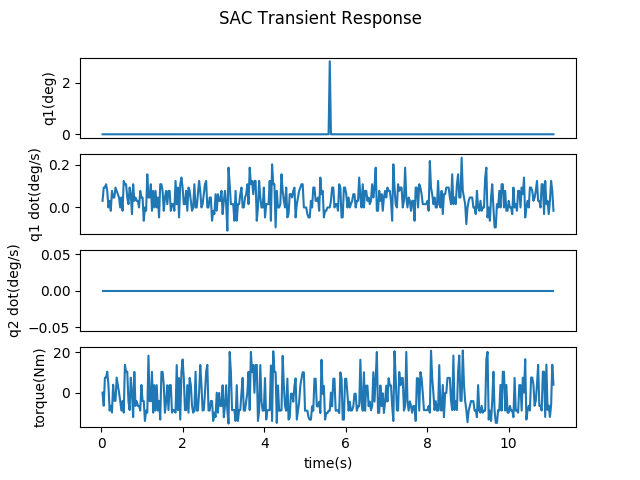 SAC Transient Response
q1(deg)
2
0
q1 dot(deg/s)
0.2
0.0
q2 dot(deg/s)
0.05
0.00
−0.05
torque(Nm)
20
0
0 2 4 6 8 10
time(s)